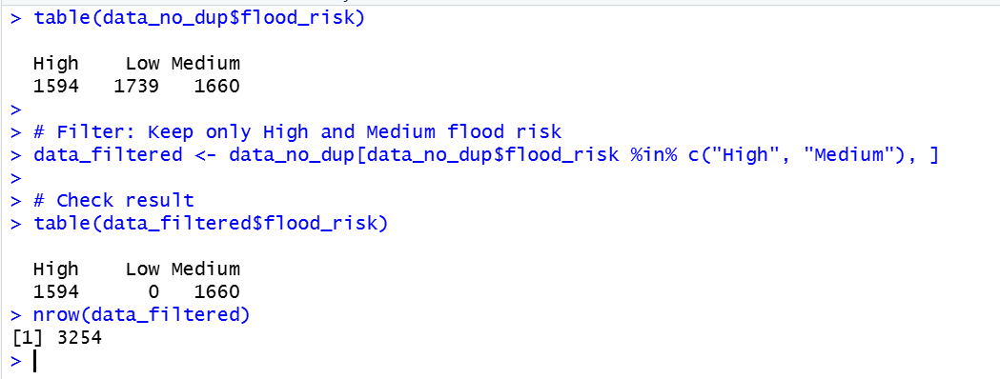 > table(data_no_dup$flood_risk)
High Low Medium
1594 1739 1660
>
> # Filter: Keep only High and Medium flood risk
> data_filtered <- data_no_dup[data_no_dup$flood_risk %in% c("High", "Medium"), ]
>
> # Check result
> table(data_filtered$flood_risk)
High Low Medium
1594 0 1660
> nrow(data_filtered)
[1] 3254
>